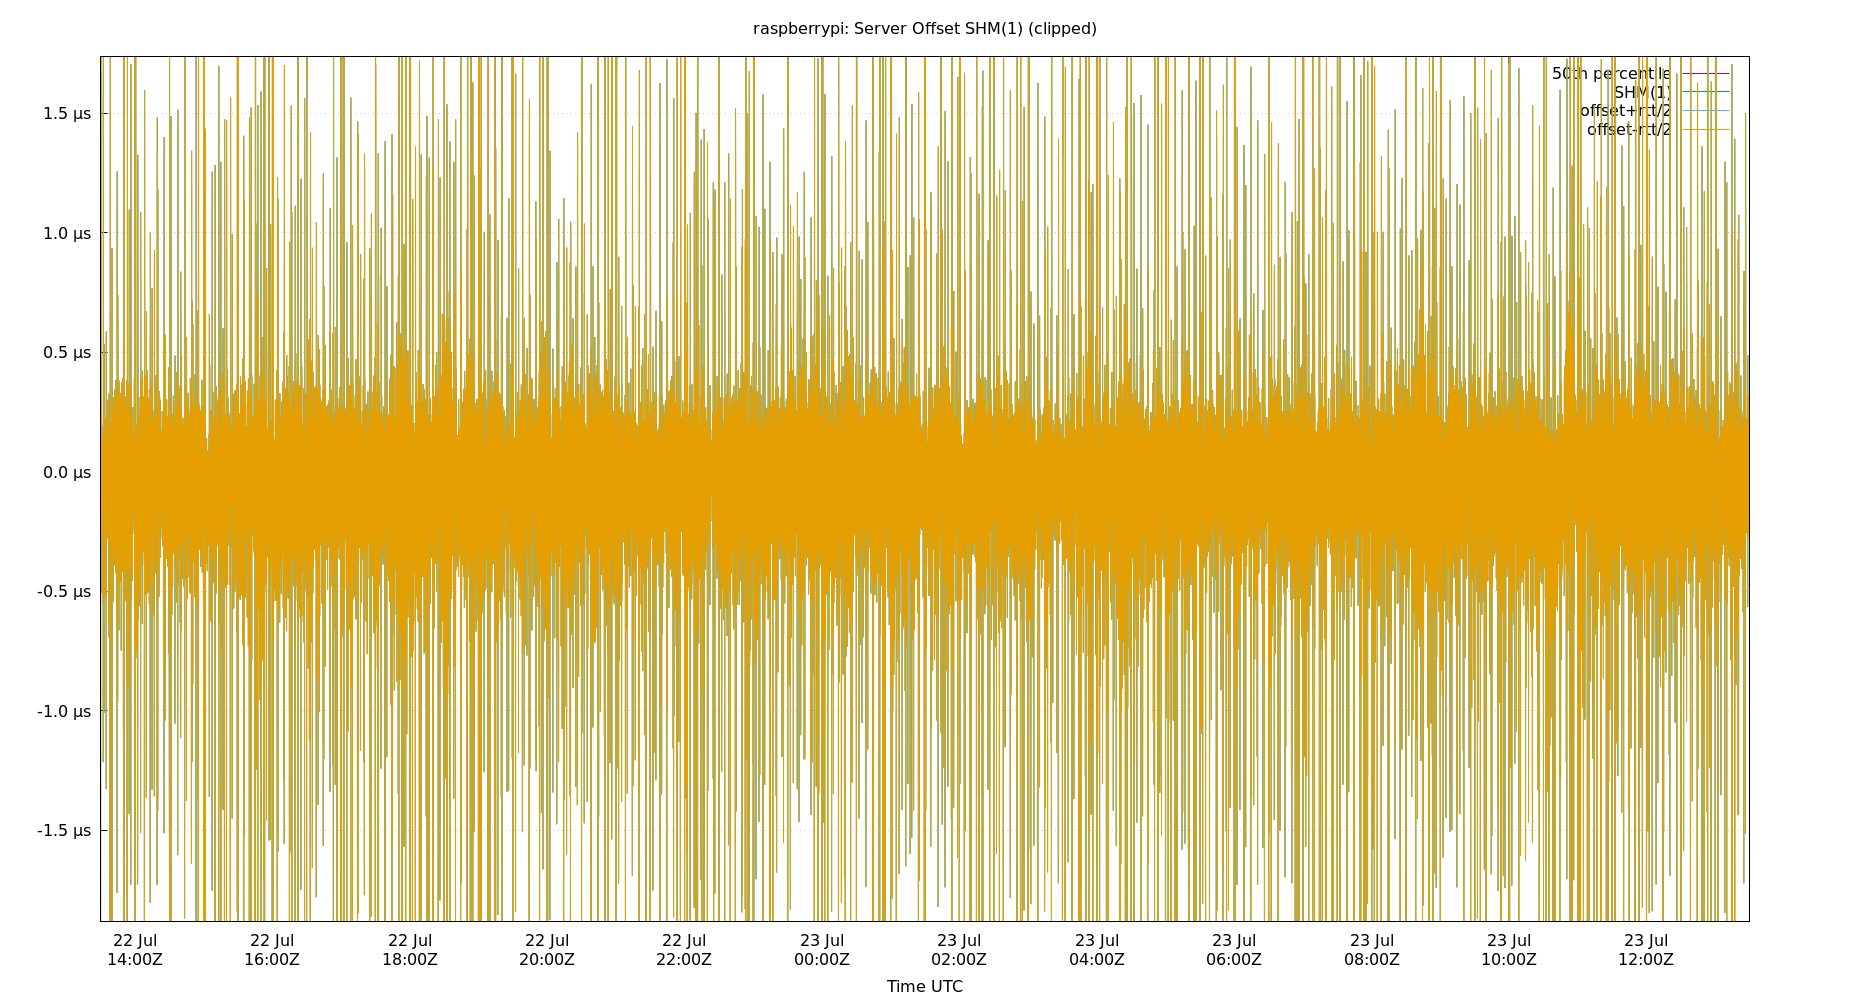 raspberrypi: Server Offset SHM(1) (clipped)
50th percentile
SHM(1)
offset+rtt/2
offset-rtt/2
1.5 µs
1.0 µs
0.5 µs
0.0 µs
-0.5 µs
-1.0 µs
-1.5 µs
22 Jul 22 Jul 22 Jul 22 Jul 22 Jul 23 Jul 23 Jul 23 Jul 23 Jul 23 Jul 23 Jul 23 Jul
14:00Z 16:00Z 18:00Z 20:00Z 22:00Z 00:00Z 02:00Z 04:00Z 06:00Z 08:00Z 10:00Z 12:00Z
Time UTC